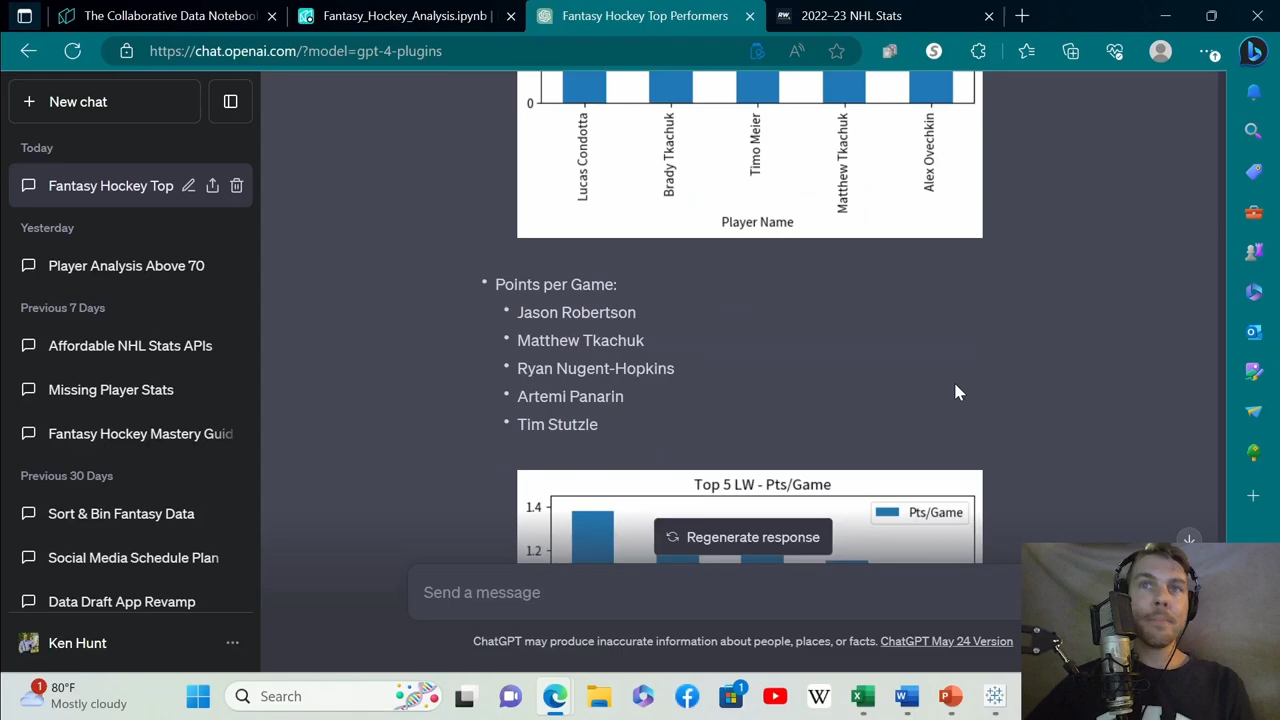 The Collaborative Data Notebook
Fantasy_Hockey_Analysis.ipynb |
Fantasy Hockey Top Performers
RW.
2022–23 NHL Stats
https://chat.openai.com/?model=gpt-4-plugins
New chat
Today
Fantasy Hockey Top
Yesterday
Player Analysis Above 70
Previous 7 Days
Affordable NHL Stats APIs
Missing Player Stats
Fantasy Hockey Mastery Guid
Previous 30 Days
Sort & Bin Fantasy Data
Social Media Schedule Plan
Data Draft App Revamp
Ken Hunt
0
Lucas Condotta
Brady Tkachuk
Timo Meier
Matthew Tkachuk
Alex Ovechkin
Player Name
• Points per Game:
• Jason Robertson
• Matthew Tkachuk
• Ryan Nugent-Hopkins
• Artemi Panarin
• Tim Stutzle
Top 5 LW - Pts/Game
1.4
Pts/Game
1.2
Regenerate response
Send a message
ChatGPT may produce inaccurate information about people, places, or facts. ChatGPT May 24 Version
1
80°F
Mostly cloudy
Search
1
W